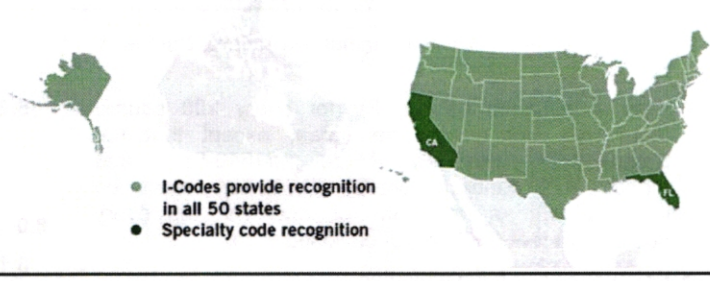 CA
FL
I-Codes provide recognition
in all 50 states
Specialty code recognition